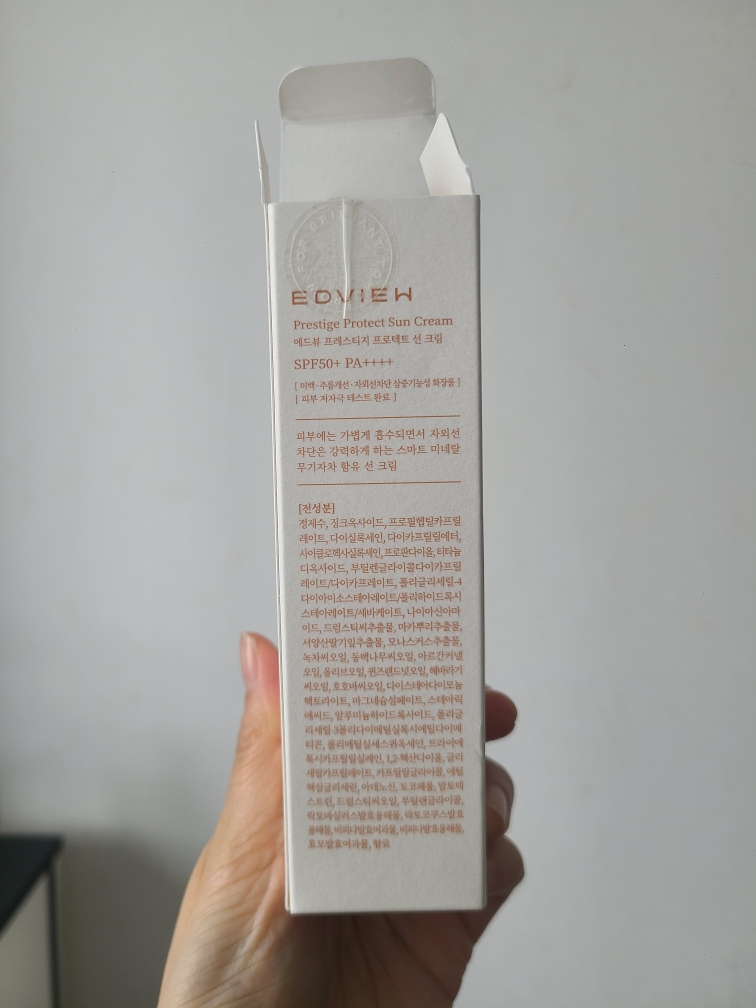 EDVIEW
Prestige Protect Sun Cream
에드뷰 프레스티지 프로텍트 선 크림
SPF50+ PA++++
[ 미백·주름개선·자외선차단 삼중기능성 화장품 ]
[ 피부 저자극 테스트 완료 ]
피부에는 가볍게 흡수되면서 자외선
차단은 강력하게 하는 스마트 미네랄
무기자차 함유 선 크림
[전성분]
정제수, 징크옥사이드, 프로필헵틸카프릴
레이트, 다이실록세인, 다이카프릴릴에터,
사이클로헥사실록세인, 프로판다이올, 티타늄
디옥사이드, 부틸렌글라이콜다이카프릴
레이트/다이카프레이트, 폴리글리세릴-4
다이아이소스테아레이트/폴리하이드록시
스테아레이트/세바케이트, 나이아신아마
이드, 드럼스틱씨추출물, 마카뿌리추출물,
서양산딸기잎추출물, 모나스커스추출물,
녹차씨오일, 동백나무씨오일, 아르간커넬
오일, 올리브오일, 퀸즈랜드넛오일, 해바라기
씨오일, 호호바씨오일, 다이스테아다이모늄
헥토라이트, 마그네슘설페이트, 스테아릭
애씨드, 알루미늄하이드록사이드, 폴리글
리세릴-3폴리다이메틸실록시에틸다이메
티콘, 폴리메틸실세스퀴옥세인, 트라이에
톡시카프릴릴실레인, 1,2-헥산다이올, 글리
세릴카프릴레이트, 카프릴릴글라이콜, 에틸
헥실글리세린, 아데노신, 토코페롤, 말토덱
스트린, 드럼스틱씨오일, 부틸렌글라이콜,
락토바실러스발효용해물, 락토코쿠스발효
용해물, 비피다발효여과물, 비피다발효용해물,
효모발효여과물, 향료